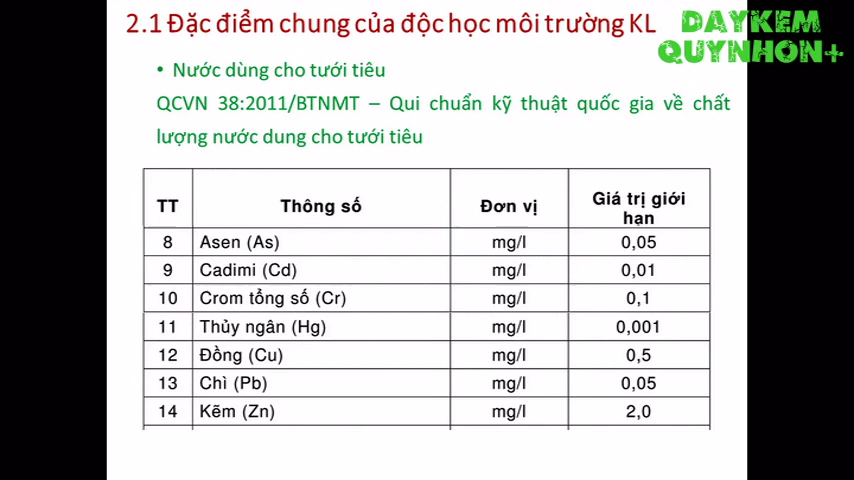 2.1 Đặc điểm chung của độc học môi trường KL
DAYKEM
QUYNHON+
• Nước dùng cho tưới tiêu
QCVN 38:2011/BTNMT – Qui chuẩn kỹ thuật quốc gia về chất
lượng nước dung cho tưới tiêu
TT Thông số Đơn vị Giá trị giới
hạn
8 Asen (As) mg/l 0,05
9 Cadimi (Cd) mg/l 0,01
10 Crom tổng số (Cr) mg/l 0,1
11 Thủy ngân (Hg) mg/l 0,001
12 Đồng (Cu) mg/l 0,5
13 Chì (Pb) mg/l 0,05
14 Kẽm (Zn) mg/l 2,0